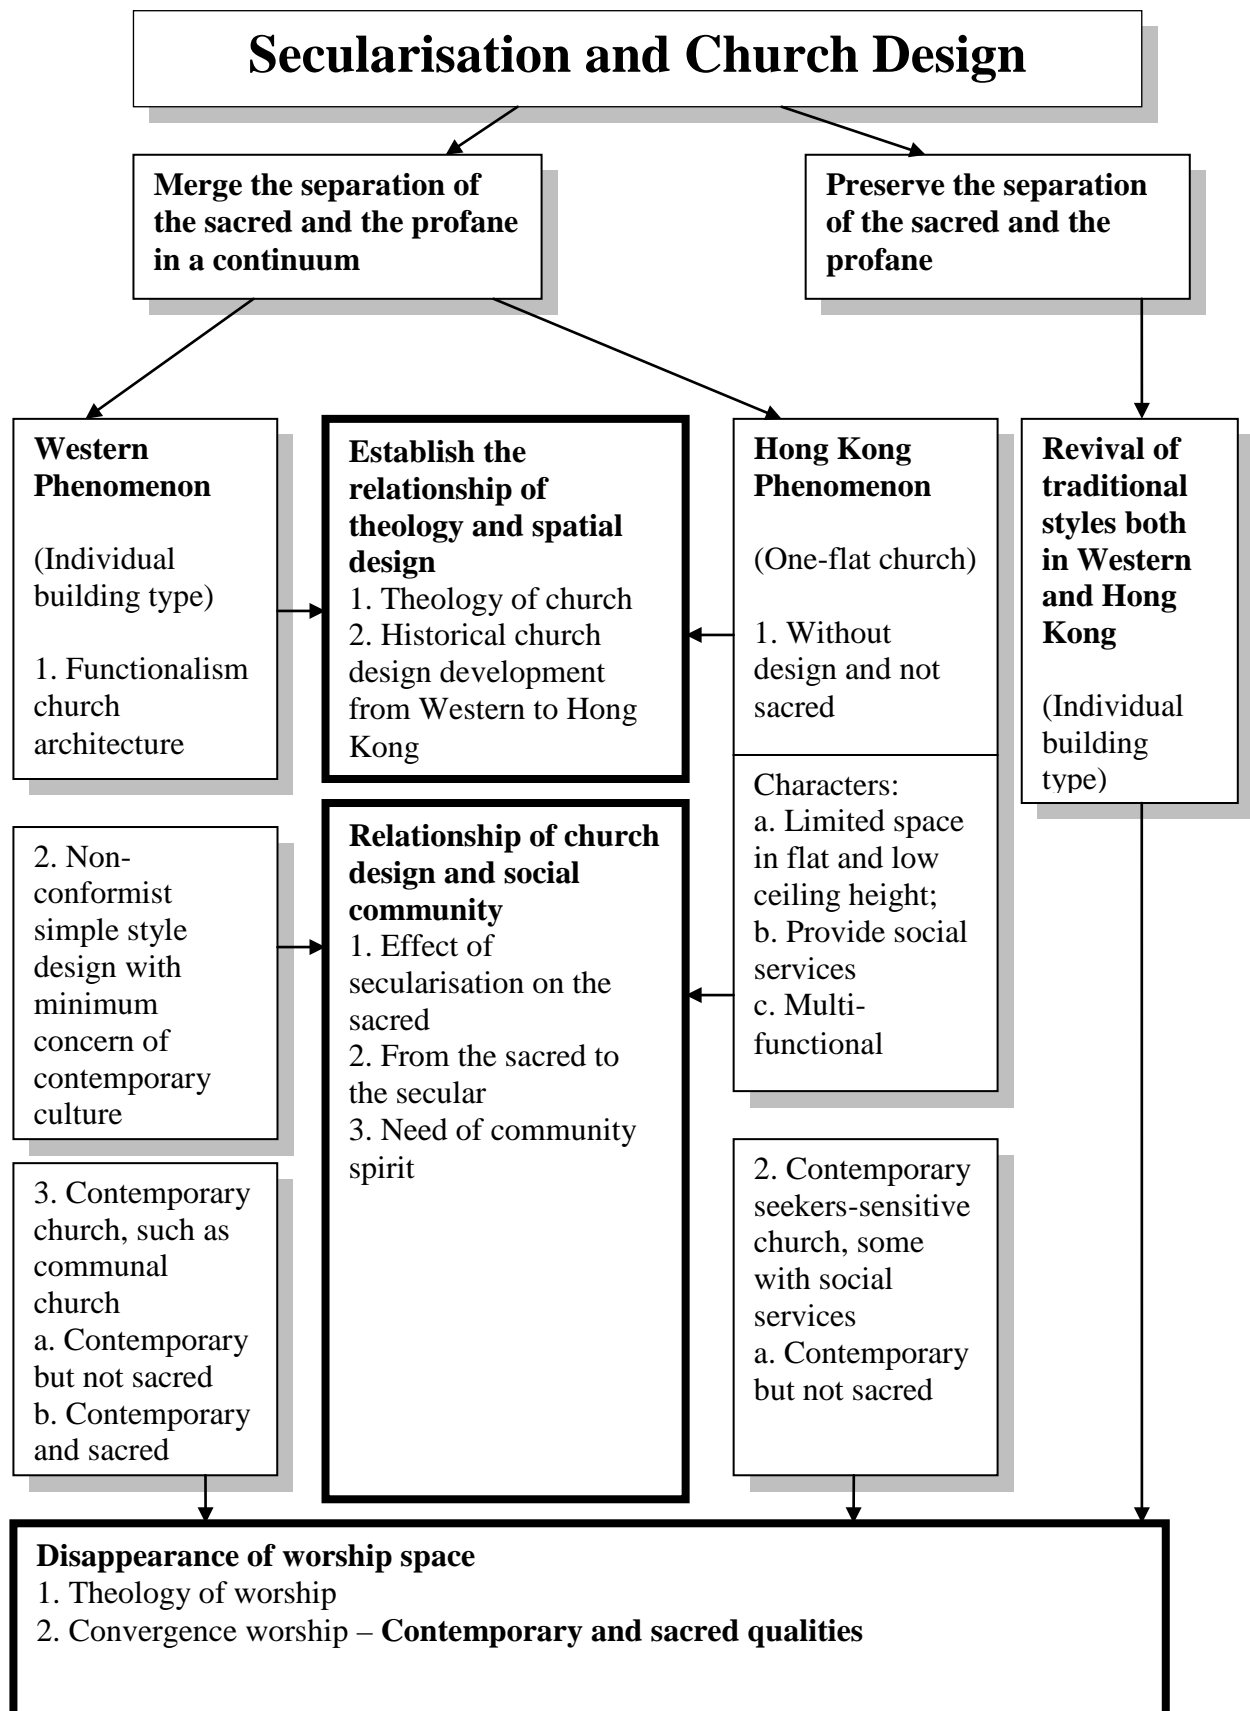 Secularisation and Church Design
Merge the separation of
the sacred and the profane
in a continuum
Preserve the separation
of the sacred and the
profane
Western
Phenomenon
(Individual
building type)
1. Functionalism
church
architecture
2. Non-
conformist
simple style
design with
minimum
concern of
contemporary
culture
3. Contemporary
church, such as
communal
church
a. Contemporary
but not sacred
b. Contemporary
and sacred
Establish the
relationship of
theology and spatial
design
1. Theology of church
2. Historical church
design development
from Western to Hong
Kong
Relationship of church
design and social
community
1. Effect of
secularisation on the
sacred
2. From the sacred to
the secular
3. Need of community
spirit
Hong Kong
Phenomenon
(One-flat church)
1. Without
design and not
sacred
Characters:
a. Limited space
in flat and low
ceiling height;
b. Provide social
services
c. Multi-
functional
2. Contemporary
seekers-sensitive
church, some
with social
services
a. Contemporary
but not sacred
Revival of
traditional
styles both
in Western
and Hong
Kong
(Individual
building
type)
Disappearance of worship space
1. Theology of worship
2. Convergence worship – Contemporary and sacred qualities